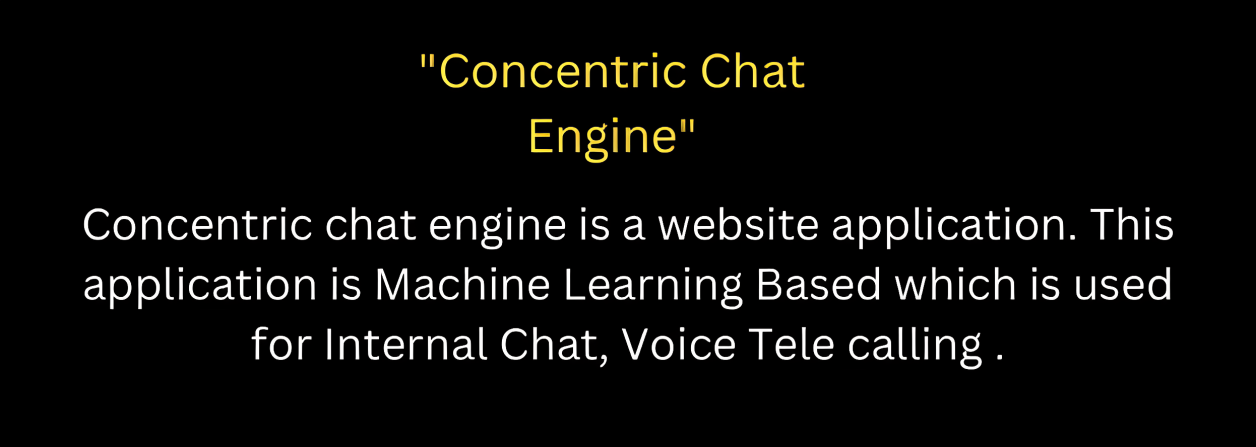 "Concentric Chat
Engine"
Concentric chat engine is a website application. This
application is Machine Learning Based which is used
for Internal Chat, Voice Tele calling .